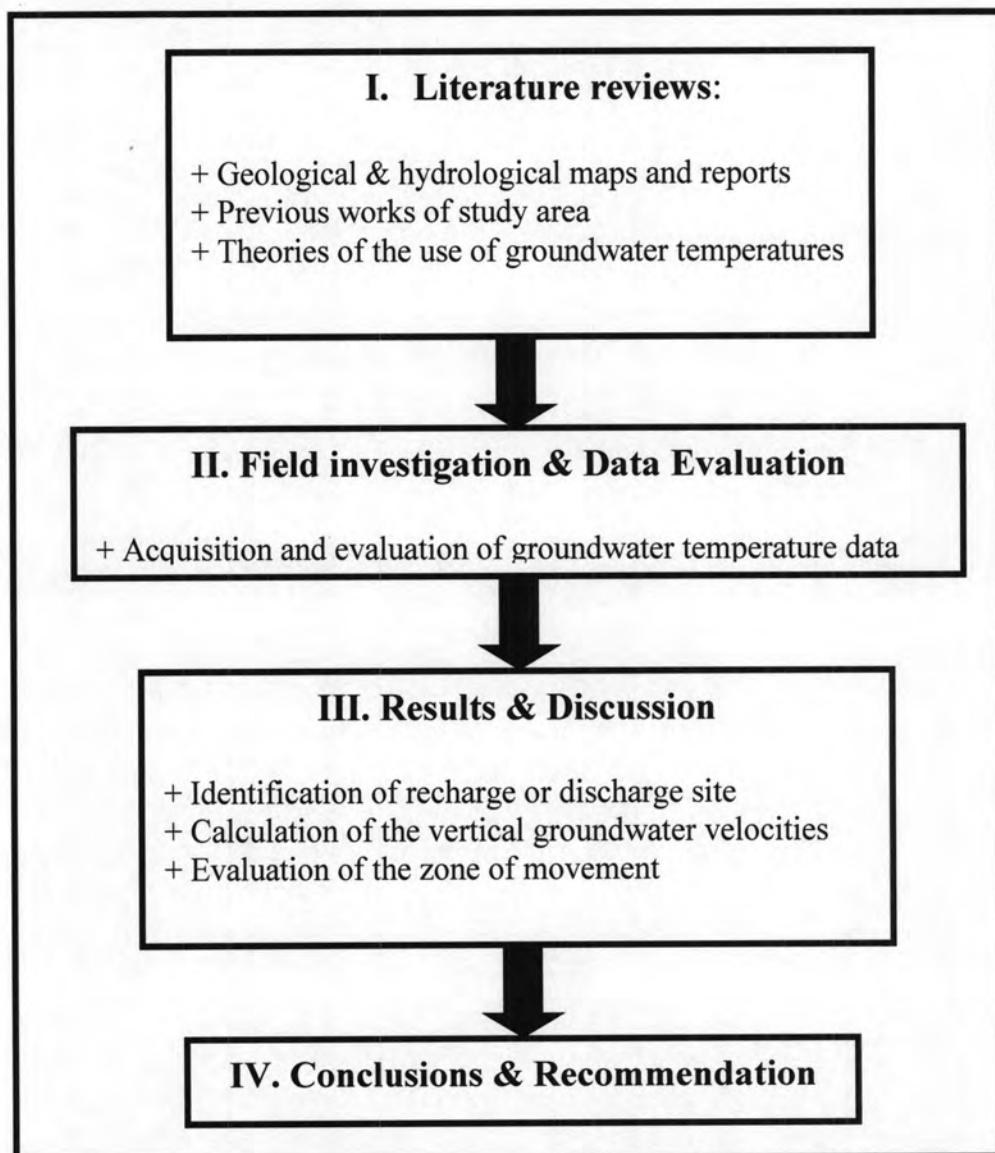 I. Literature reviews:
+ Geological & hydrological maps and reports
+ Previous works of study area
+ Theories of the use of groundwater temperatures
II. Field investigation & Data Evaluation
+ Acquisition and evaluation of groundwater temperature data
III. Results & Discussion
+ Identification of recharge or discharge site
+ Calculation of the vertical groundwater velocities
+ Evaluation of the zone of movement
IV. Conclusions & Recommendation